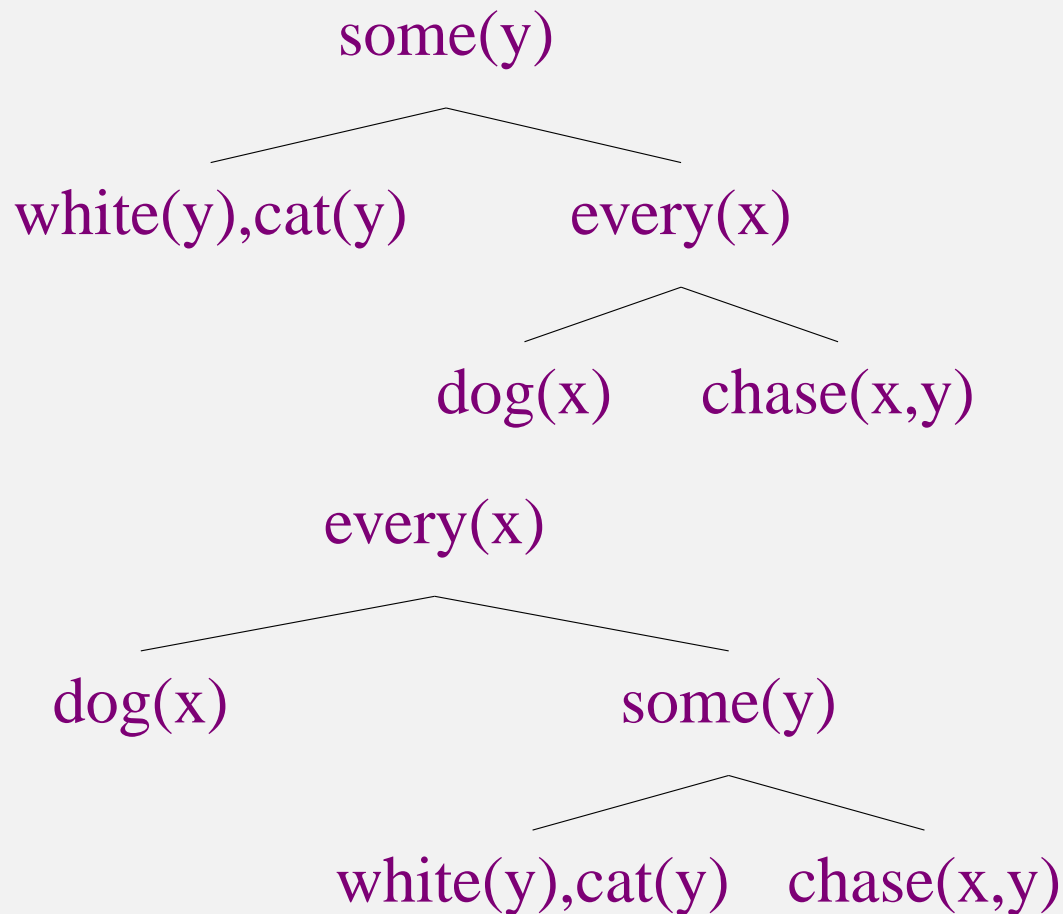 some(y)
white(y),cat(y) every(x)
dog(x) chase(x,y)
every(x)
dog(x) some(y)
white(y),cat(y) chase(x,y)